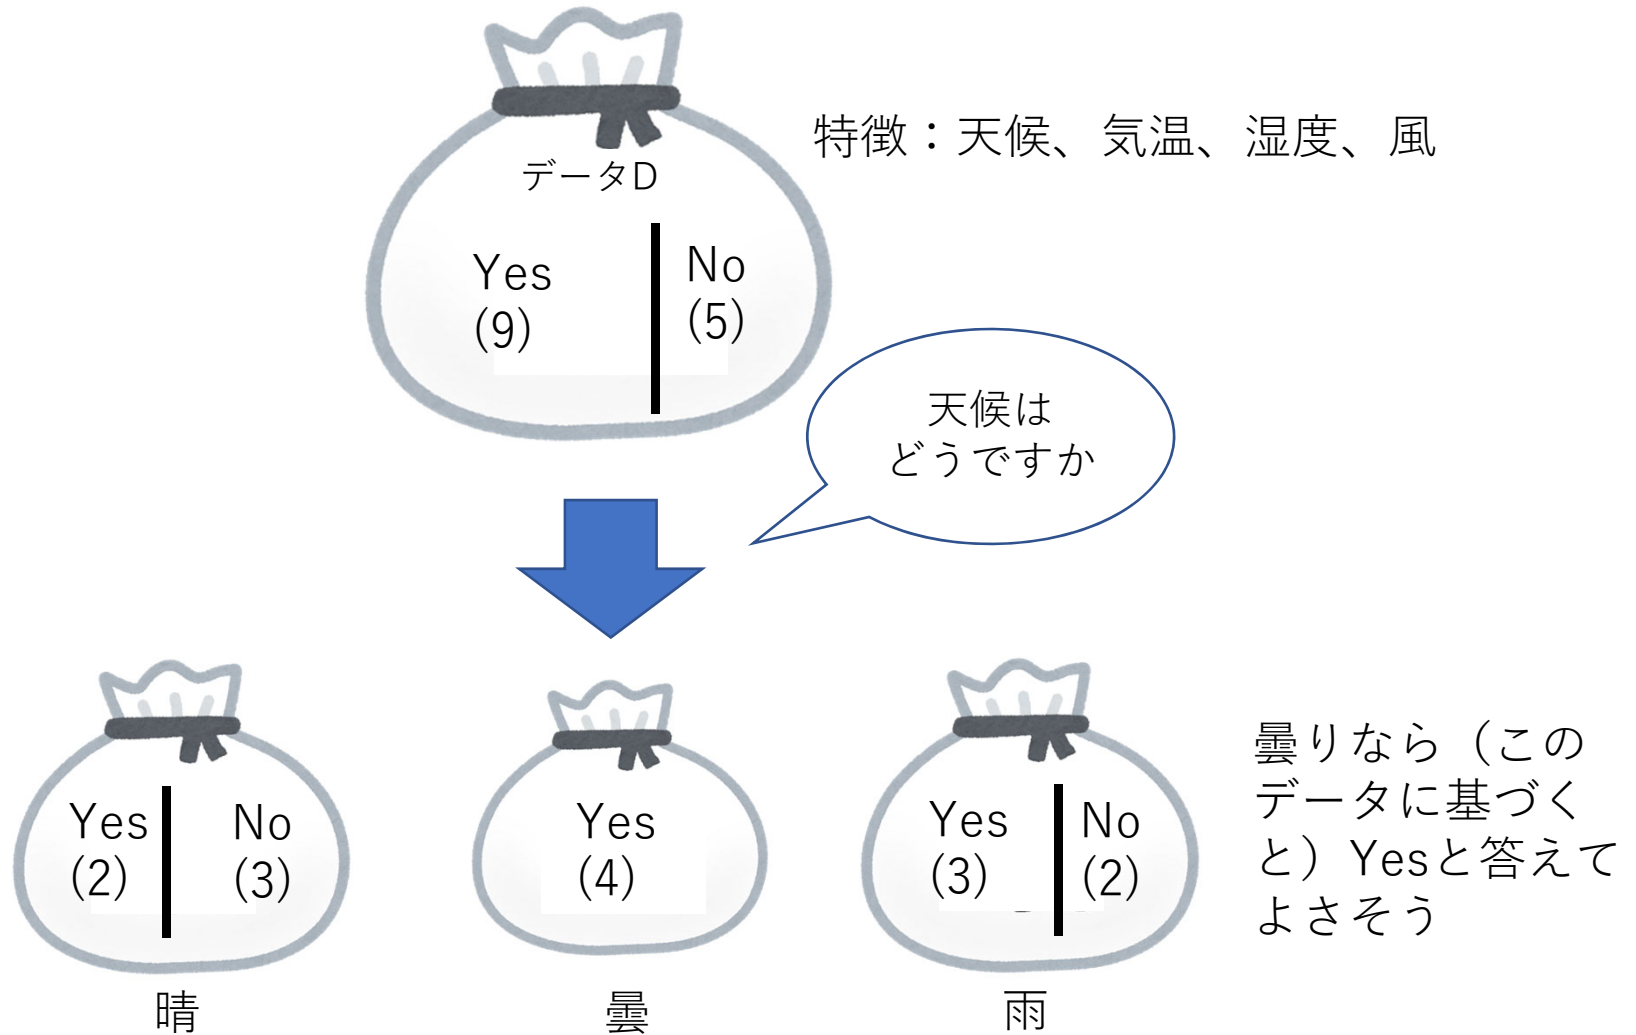 特徴：天候、気温、湿度、風
データD
Yes
(9)
No
(5)
天候は
どうですか
Yes
(2)
No
(3)
晴
Yes
(4)
曇
Yes
(3)
No
(2)
雨
曇りなら（この
データに基づく
と）Yesと答えて
よさそう